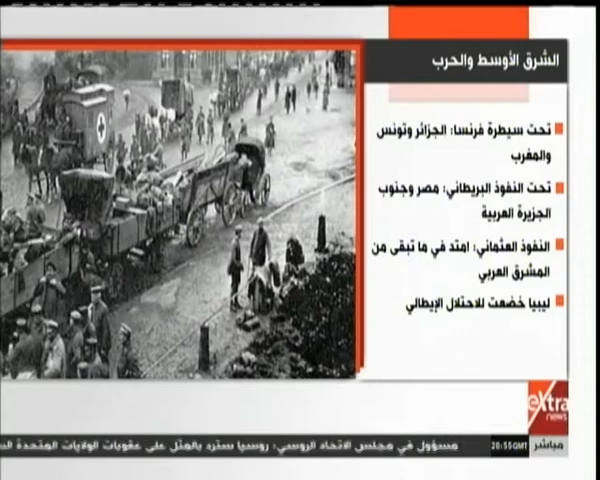 الشرق الأوسط والحرب
تحت سيطرة فرنسا: الجزائر وتونس
والمغرب
تحت النفوذ البريطاني: مصر وجنوب
الجزيرة العربية
النفوذ العثماني: امتد في ما تبقى من
المشرق العربي
ليبيا خضعت للاحتلال الإيطالي
extra
news
مباشر
20:55GMT
مسؤول في مجلس الاتحاد الروسي: روسيا سترد بالمثل على عقوبات الولايات المتحدة